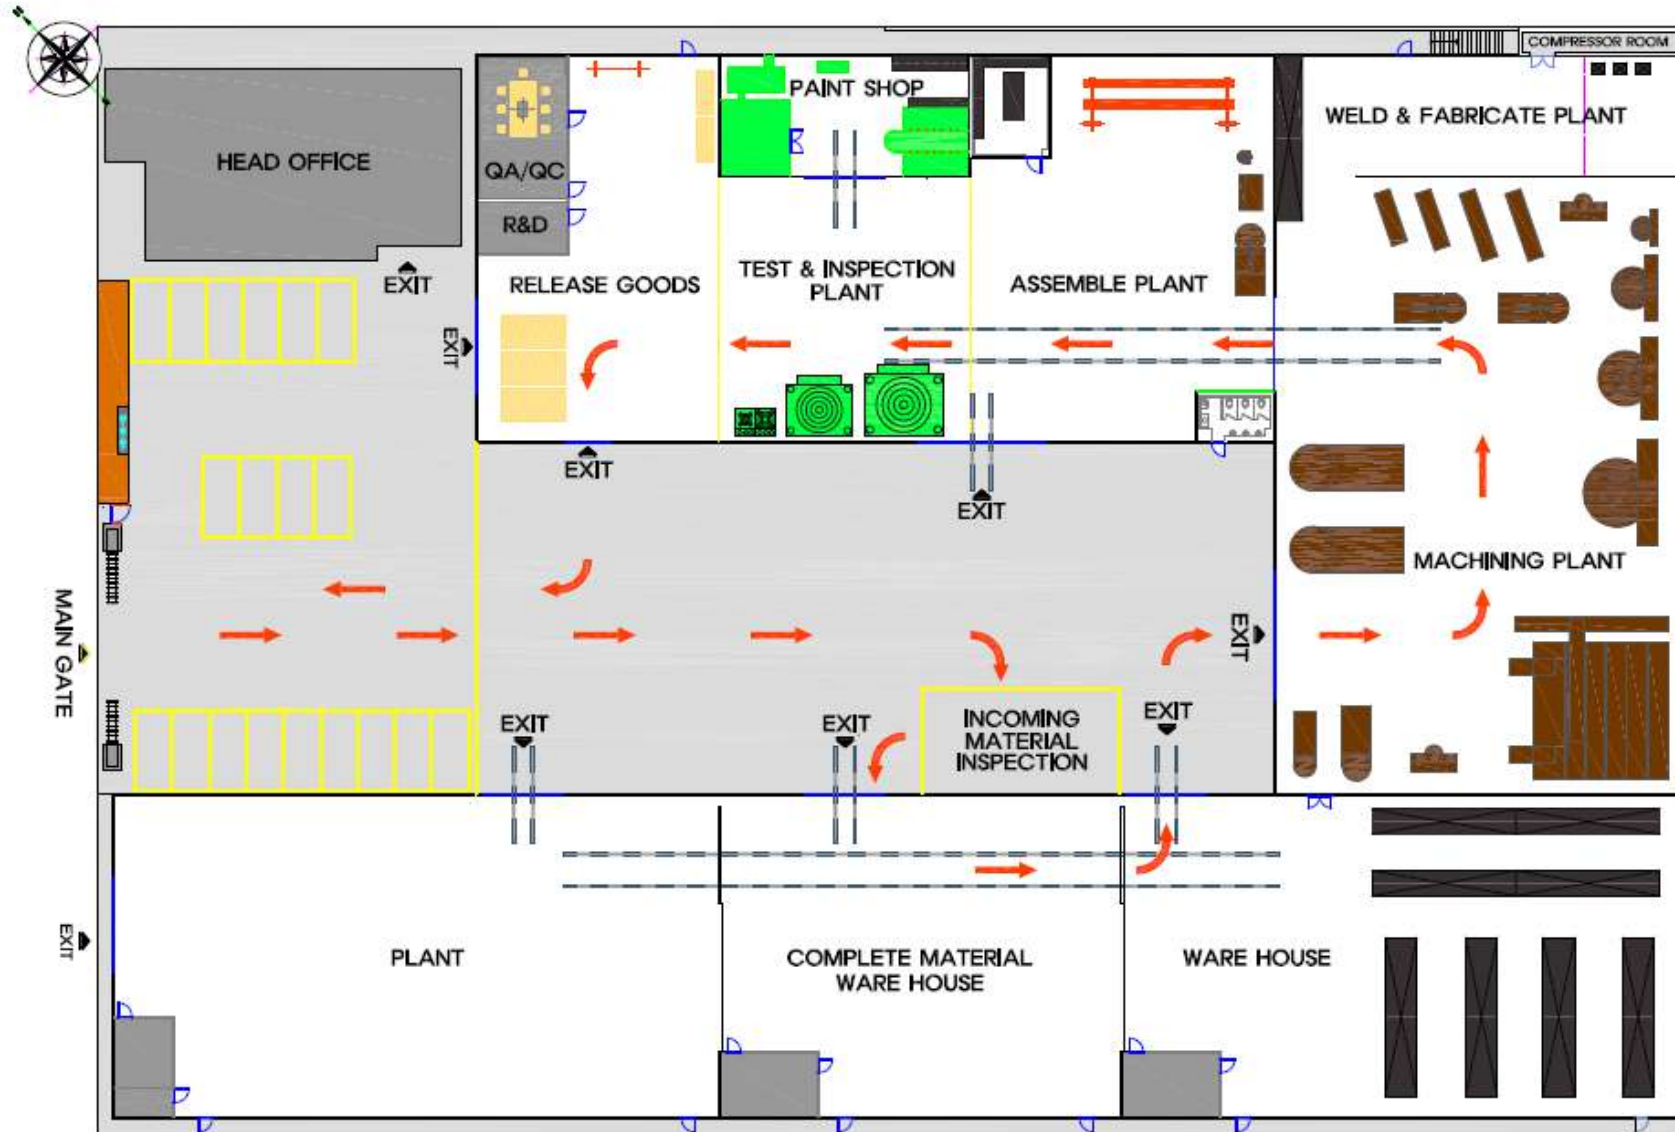 COMPRESSOR ROOM
PAINT SHOP
WELD & FABRICATE PLANT
HEAD OFFICE
QA/QC
R&D
EXIT
RELEASE GOODS
TEST & INSPECTION
PLANT
ASSEMBLE PLANT
EXIT
EXIT
EXIT
MACHINING PLANT
MAIN GATE
EXIT
EXIT
EXIT
INCOMING
MATERIAL
INSPECTION
EXIT
EXIT
PLANT
COMPLETE MATERIAL
WARE HOUSE
WARE HOUSE